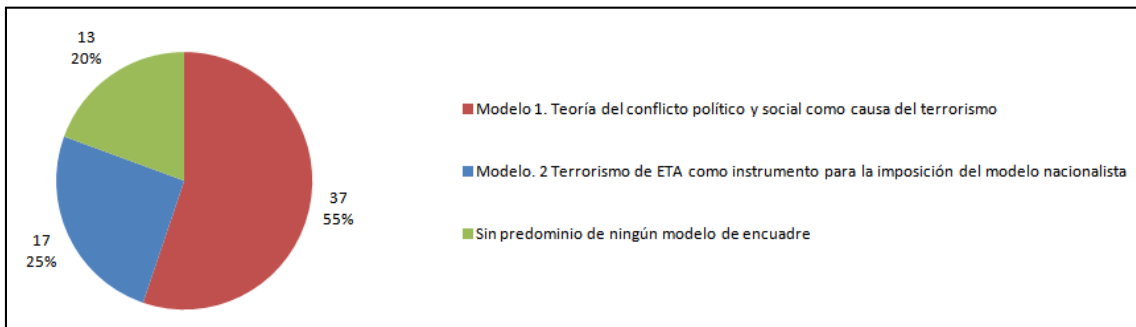 13
20%
37
55%
17
25%
Modelo 1. Teoría del conflicto político y social como causa del terrorismo
Modelo. 2 Terrorismo de ETA como instrumento para la imposición del modelo nacionalista
Sin predominio de ningún modelo de encuadre